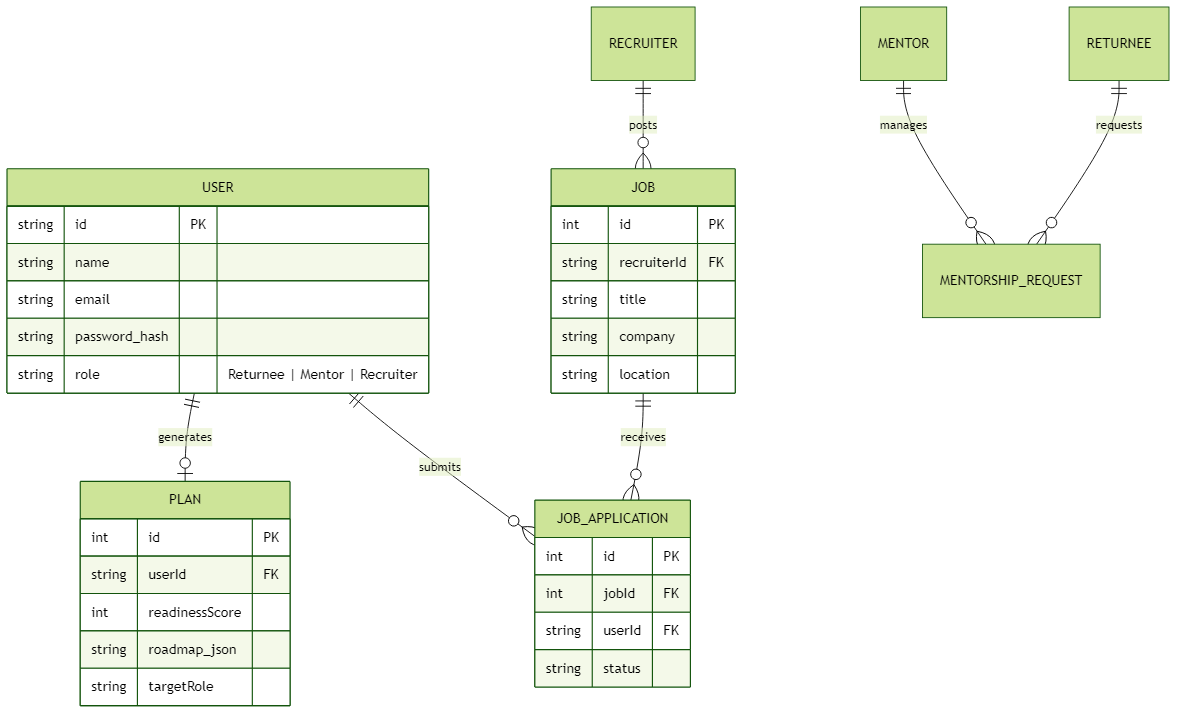 RECRUITER
MENTOR
RETURNEE
posts
manages
requests
USER
string id PK
string name
string email
string password_hash
string role Returnee | Mentor | Recruiter
JOB
int id PK
string recruiterId FK
string title
string company
string location
MENTORSHIP_REQUEST
generates
submits
receives
PLAN
int id PK
string userId FK
int readinessScore
string roadmap_json
string targetRole
JOB_APPLICATION
int id PK
int jobId FK
string userId FK
string status